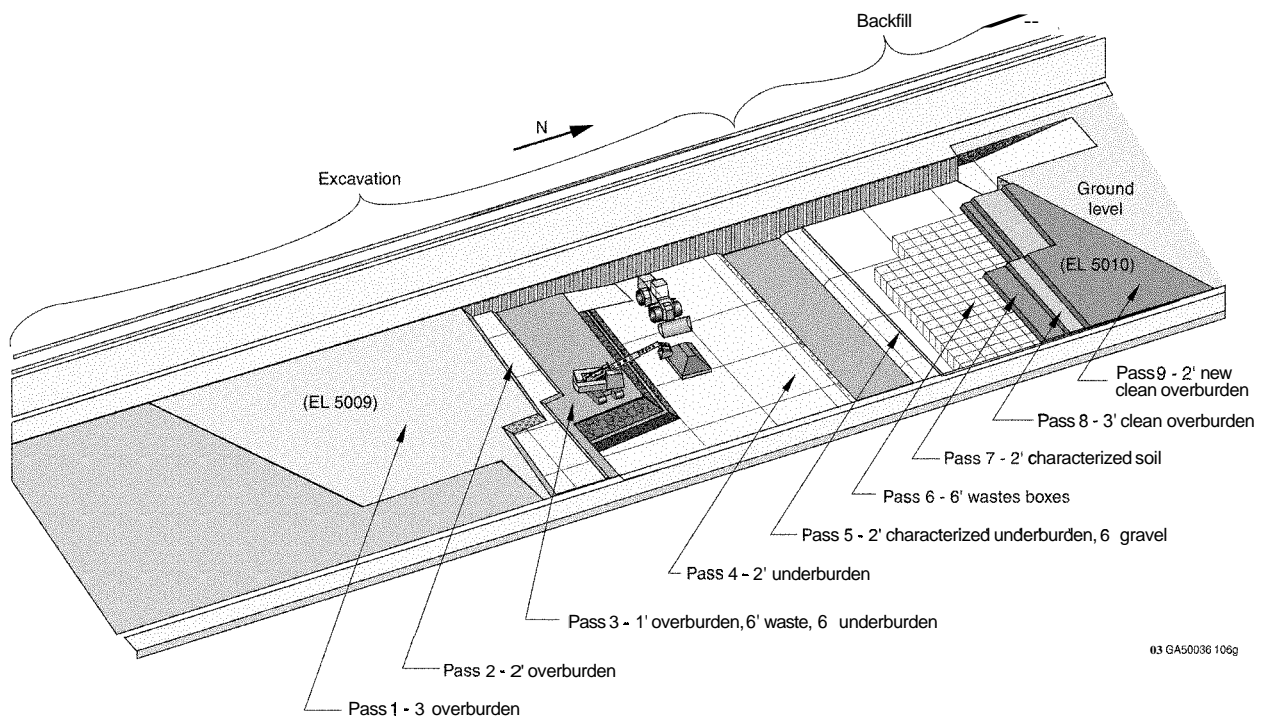 Backfill
N
Excavation
Ground
level
(EL 5010)
(EL 5009)
Pass 9 - 2' new
clean overburden
Pass 8 - 3' clean overburden
Pass 7 - 2' characterized soil
Pass 6 - 6' wastes boxes
Pass 5 - 2' characterized underburden, 6 gravel
Pass 4 - 2' underburden
Pass 3 - 1' overburden, 6' waste, 6 underburden
Pass 2 - 2' overburden
Pass 1 - 3 overburden
03 GA50036 106g